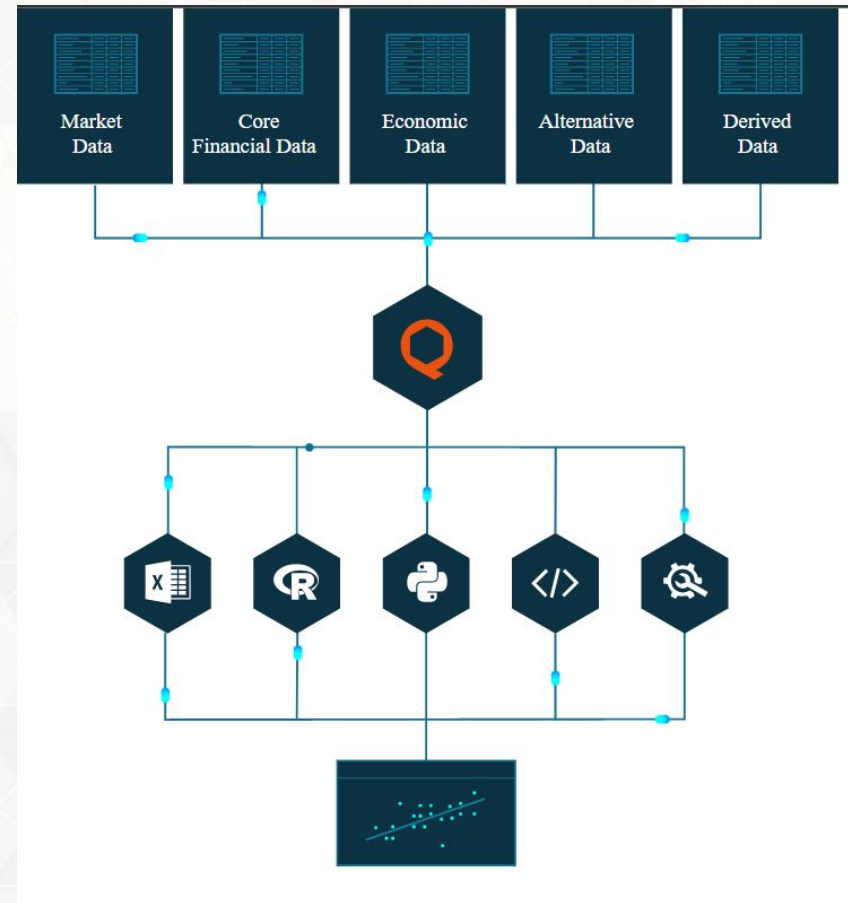 Market
Data
Core
Financial Data
Economic
Data
Alternative
Data
Derived
Data
Q
X
R
</>